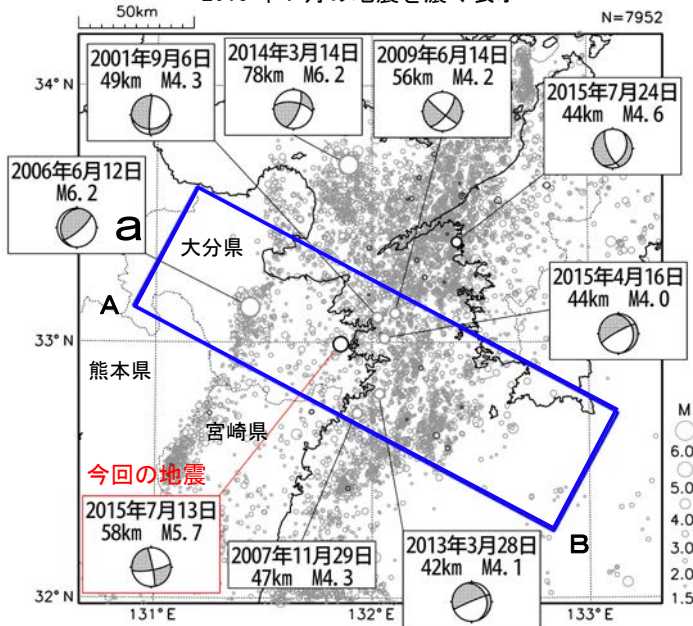 50km
N=7952
34°N
2001年9月6日
49km M4.3
2014年3月14日
78km M6.2
2009年6月14日
56km M4.2
2015年7月24日
44km M4.6
2006年6月12日
M6.2
a
大分県
2015年4月16日
44km M4.0
A
33°N
熊本県
宮崎県
M
6.0
5.0
4.0
3.0
2.0
1.5
今回の地震
2015年7月13日
58km M5.7
2007年11月29日
47km M4.3
B
2013年3月28日
42km M4.1
32°N
131°E
132°E
133°E